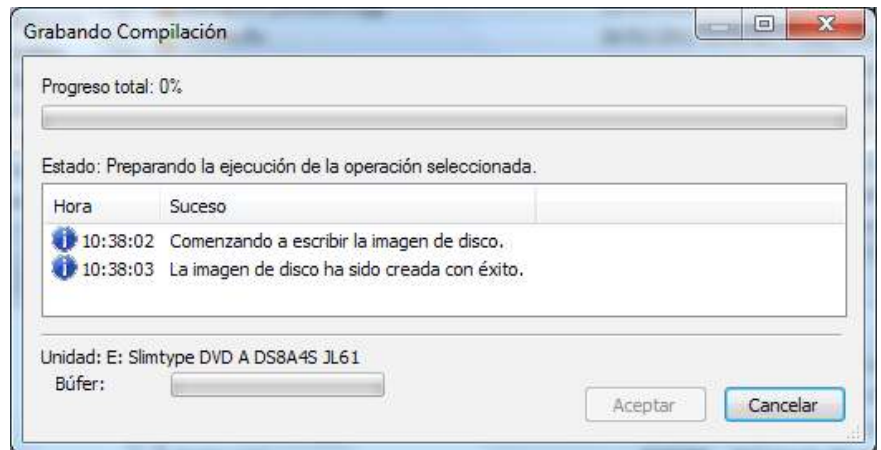 Grabando Compilación
Progreso total: 0%
Estado: Preparando la ejecución de la operación seleccionada.
Hora Suceso
10:38:02 Comenzando a escribir la imagen de disco.
10:38:03 La imagen de disco ha sido creada con éxito.
Unidad: E: Slimtype DVD A DS8A4S JL61
Búfer:
Aceptar Cancelar